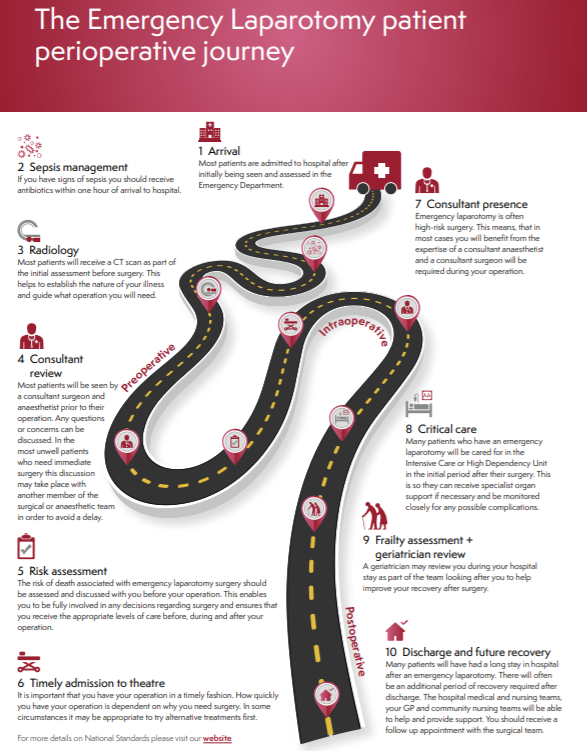 The Emergency Laparotomy patient
perioperative journey
1 Arrival
Most patients are admitted to hospital after
initially being seen and assessed in the
Emergency Department.
2 Sepsis management
If you have signs of sepsis you should receive
antibiotics within one hour of arrival to hospital.
3 Radiology
Most patients will receive a CT scan as part of
the initial assessment before surgery. This
helps to establish the nature of your illness
and guide what operation you will need.
4 Consultant
review
Most patients will be seen by
a consultant surgeon and
anaesthetist prior to their
operation. Any questions
or concerns can be
discussed. In the
most unwell patients
who need immediate
surgery this discussion
may take place with
another member of the
surgical or anaesthetic team
in order to avoid a delay.
5 Risk assessment
The risk of death associated with emergency laparotomy surgery should
be assessed and discussed with you before your operation. This enables
you to be fully involved in any decisions regarding surgery and ensures that
you receive the appropriate levels of care before, during and after your
operation.
6 Timely admission to theatre
It is important that you have your operation in a timely fashion. How quickly
you have your operation is dependent on why you need surgery. In some
circumstances it may be appropriate to try alternative treatments first.
For more details on National Standards please visit our website
Preoperative
Intraoperative
Postoperative
7 Consultant presence
Emergency laparotomy is often
high-risk surgery. This means, that in
most cases you will benefit from the
expertise of a consultant anaesthetist
and a consultant surgeon will be
required during your operation.
8 Critical care
Many patients who have an emergency
laparotomy will be cared for in the
Intensive Care or High Dependency Unit
in the initial period after their surgery. This
is so they can receive specialist organ
support if necessary and be monitored
closely for any possible complications.
9 Frailty assessment +
geriatrician review
A geriatrician may review you during your hospital
stay as part of the team looking after you to help
improve your recovery after surgery.
10 Discharge and future recovery
Many patients will have had a long stay in hospital
after an emergency laparotomy. There will often
be an additional period of recovery required after
discharge. The hospital medical and nursing teams,
your GP and community nursing teams will be able
to help and provide support. You should receive a
follow up appointment with the surgical team.